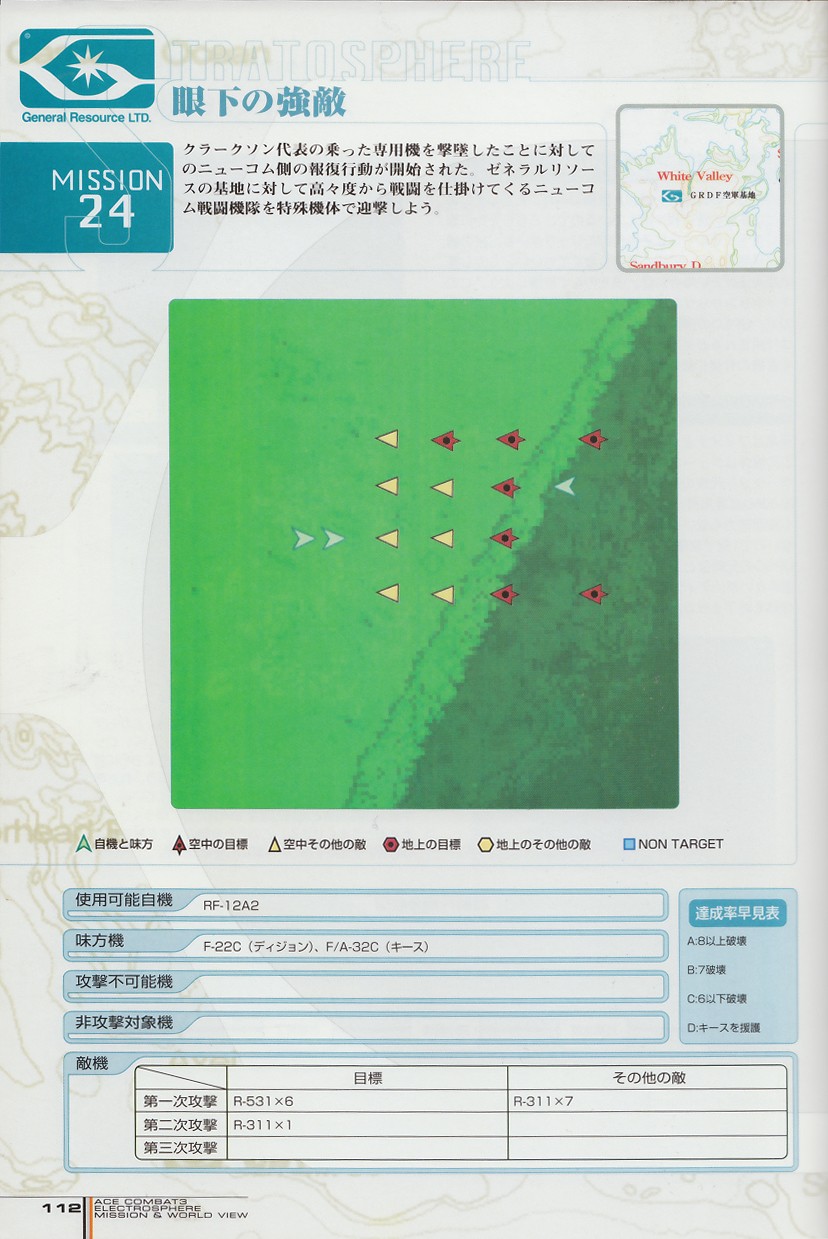 TRATOSPHERE
眼下の強敵
General Resource LTD.
MISSION
24
クラークソン代表の乗った専用機を撃墜したことに対して
のニューコム側の報復行動が開始された。ゼネラルリソー
スの基地に対して高々度から戦闘を仕掛けてくるニューコ
ム戦闘機隊を特殊機体で迎撃しよう。
White Valley
GRDF空軍基地
Sandbury D
自機と味方 空中の目標 空中その他の敵 地上の目標 地上のその他の敵 NON TARGET
使用可能自機 RF-12A2
味方機 F-22C（ディジョン）、F/A-32C（キース）
攻撃不可能機
非攻撃対象機
達成率早見表
A:8以上破壊
B:7破壊
C:6以下破壊
D:キースを援護
敵機
目標 その他の敵
第一次攻撃 R-531×6 R-311×7
第二次攻撃 R-311×1
第三次攻撃
112
ACE COMBAT3
ELECTROSPHERE
MISSION & WORLD VIEW